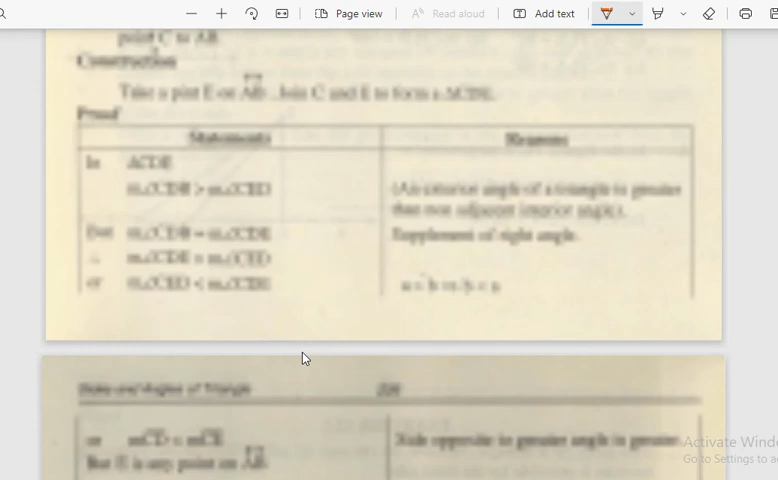 Page view
Read aloud
Add text
point C to AB
Construction
Take a pint E on AB. Join C and E to form a ΔCDE.
Proof
Statements
Reasons
In ΔCDE
m∠CDB > m∠CED
(An exterior angle of a triangle is greater
than non adjacent interior angle).
But m∠CDB = m∠CDE
Supplement of right angle.
m∠CDE > m∠CED
or m∠CED < m∠CDE
Sides and Angles of Triangle
or mCD < mCE
Side opposite to greater angle is greater.
But E is any point on AB
Activate Windo
Go to Settings to a